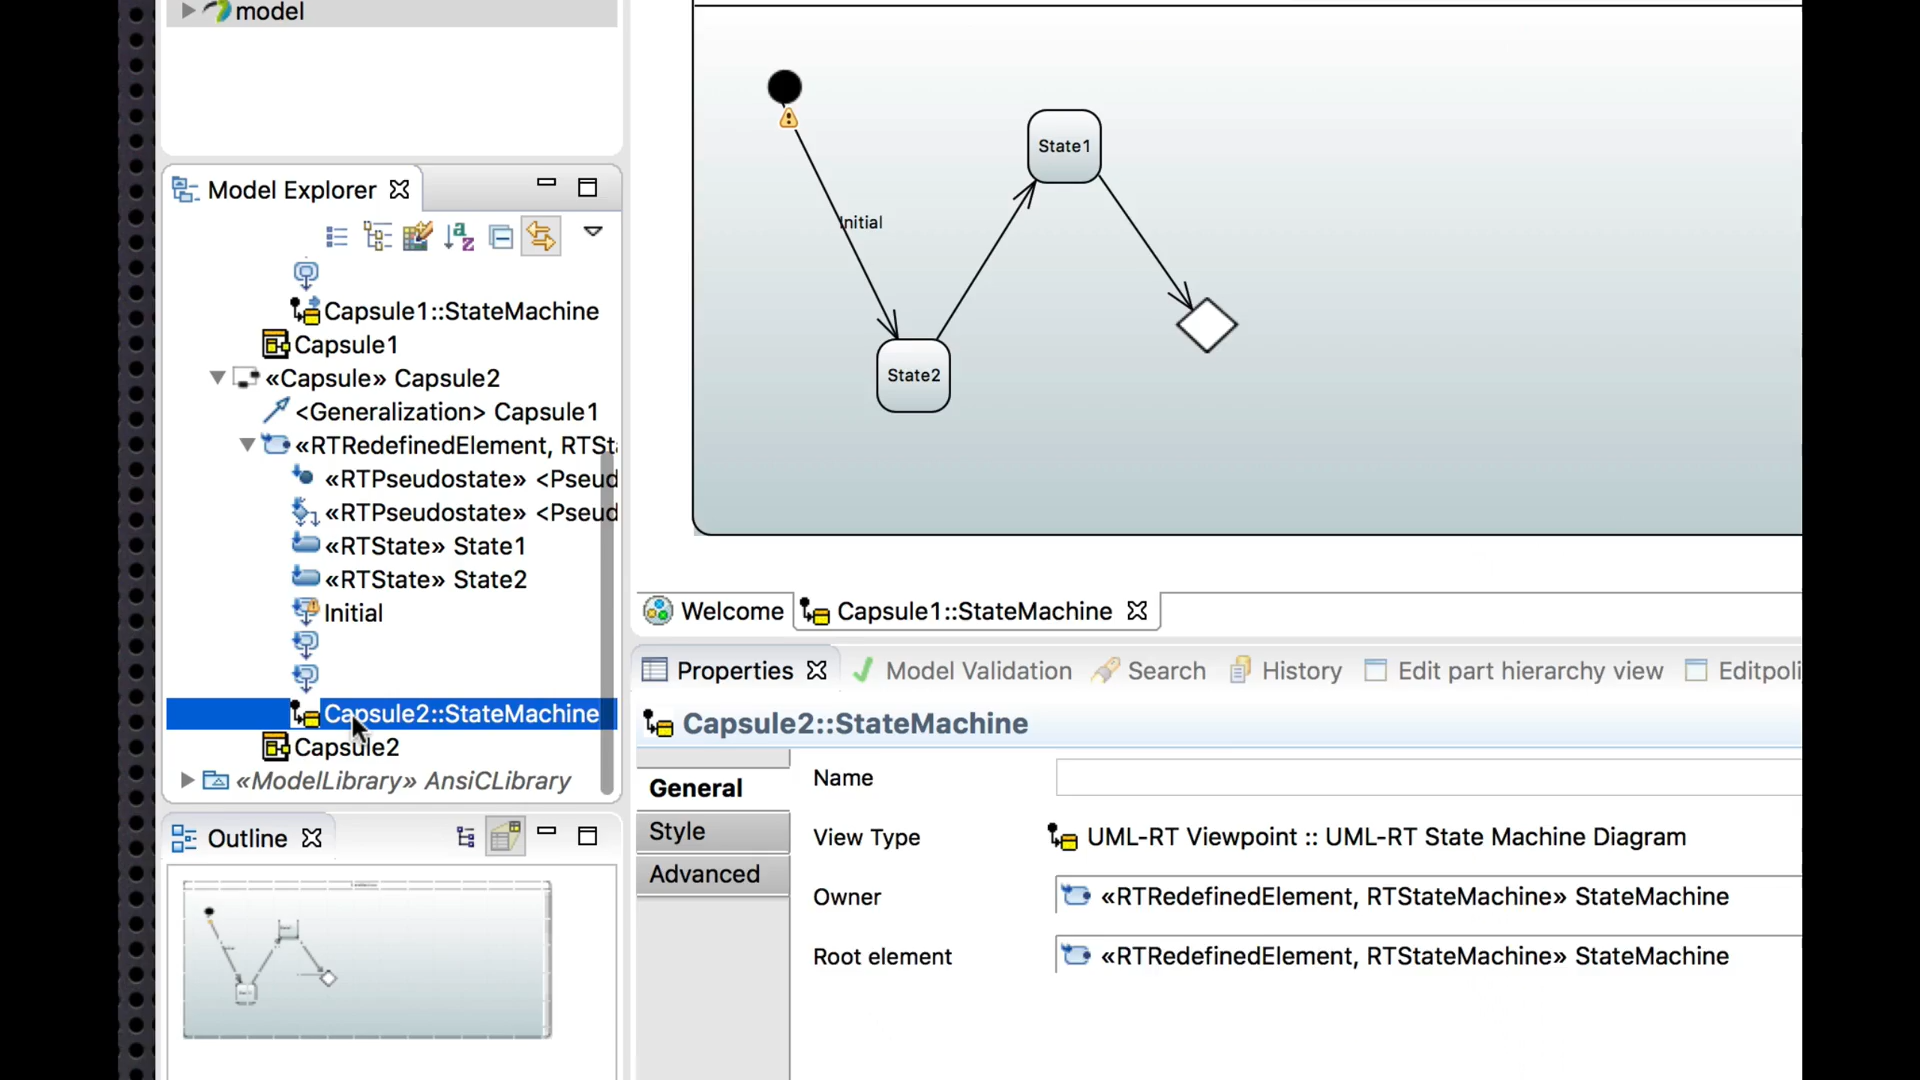 model
State1
Initial
State2
Model Explorer
Capsule1::StateMachine
Capsule1
«Capsule» Capsule2
<Generalization> Capsule1
«RTRedefinedElement, RTSt
«RTPseudostate» <Pseud
«RTPseudostate» <Pseud
«RTState» State1
«RTState» State2
Initial
Capsule2::StateMachine
Capsule2
«ModelLibrary» AnsiCLibrary
Welcome
Capsule1::StateMachine
Properties
Model Validation
Search
History
Edit part hierarchy view
Editpoli
Capsule2::StateMachine
General
Style
Advanced
Name
View Type
UML-RT Viewpoint :: UML-RT State Machine Diagram
Owner
«RTRedefinedElement, RTStateMachine» StateMachine
Root element
«RTRedefinedElement, RTStateMachine» StateMachine
Outline